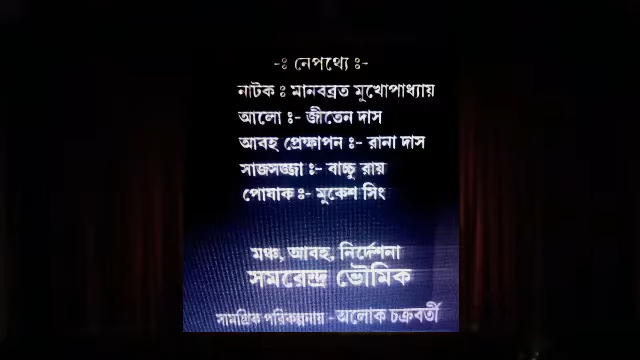 -ঃ নেপথ্যে ঃ-
নাটক ঃ মানবব্রত মুখোপাধ্যায়
আলো ঃ- জীতেন দাস
আবহ প্রেক্ষাপন ঃ- রানা দাস
সাজসজ্জা ঃ- বাচ্চু রায়
পোষাক ঃ- মুকেশ সিং
মঞ্চ, আবহ, নির্দেশনা
সমরেন্দ্র ভৌমিক
সামগ্রিক পরিকল্পনায় - অলোক চক্রবর্তী